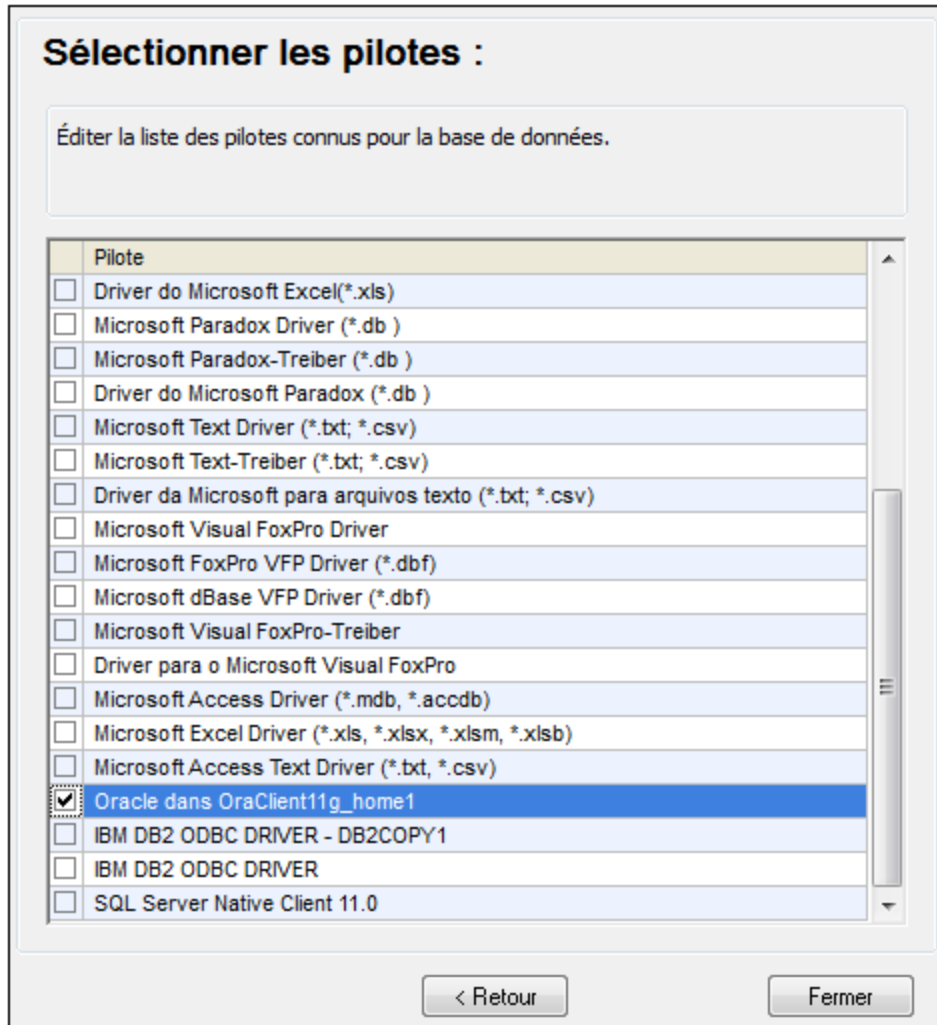 Sélectionner les pilotes :
Éditer la liste des pilotes connus pour la base de données.
Pilote
Driver do Microsoft Excel(*.xls)
Microsoft Paradox Driver (*.db )
Microsoft Paradox-Treiber (*.db )
Driver do Microsoft Paradox (*.db )
Microsoft Text Driver (*.txt; *.csv)
Microsoft Text-Treiber (*.txt; *.csv)
Driver da Microsoft para arquivos texto (*.txt; *.csv)
Microsoft Visual FoxPro Driver
Microsoft FoxPro VFP Driver (*.dbf)
Microsoft dBase VFP Driver (*.dbf)
Microsoft Visual FoxPro-Treiber
Driver para o Microsoft Visual FoxPro
Microsoft Access Driver (*.mdb, *.accdb)
Microsoft Excel Driver (*.xls, *.xlsx, *.xlsm, *.xlsb)
Microsoft Access Text Driver (*.txt, *.csv)
Oracle dans OraClient11g_home1
IBM DB2 ODBC DRIVER - DB2COPY1
IBM DB2 ODBC DRIVER
SQL Server Native Client 11.0
< Retour
Fermer